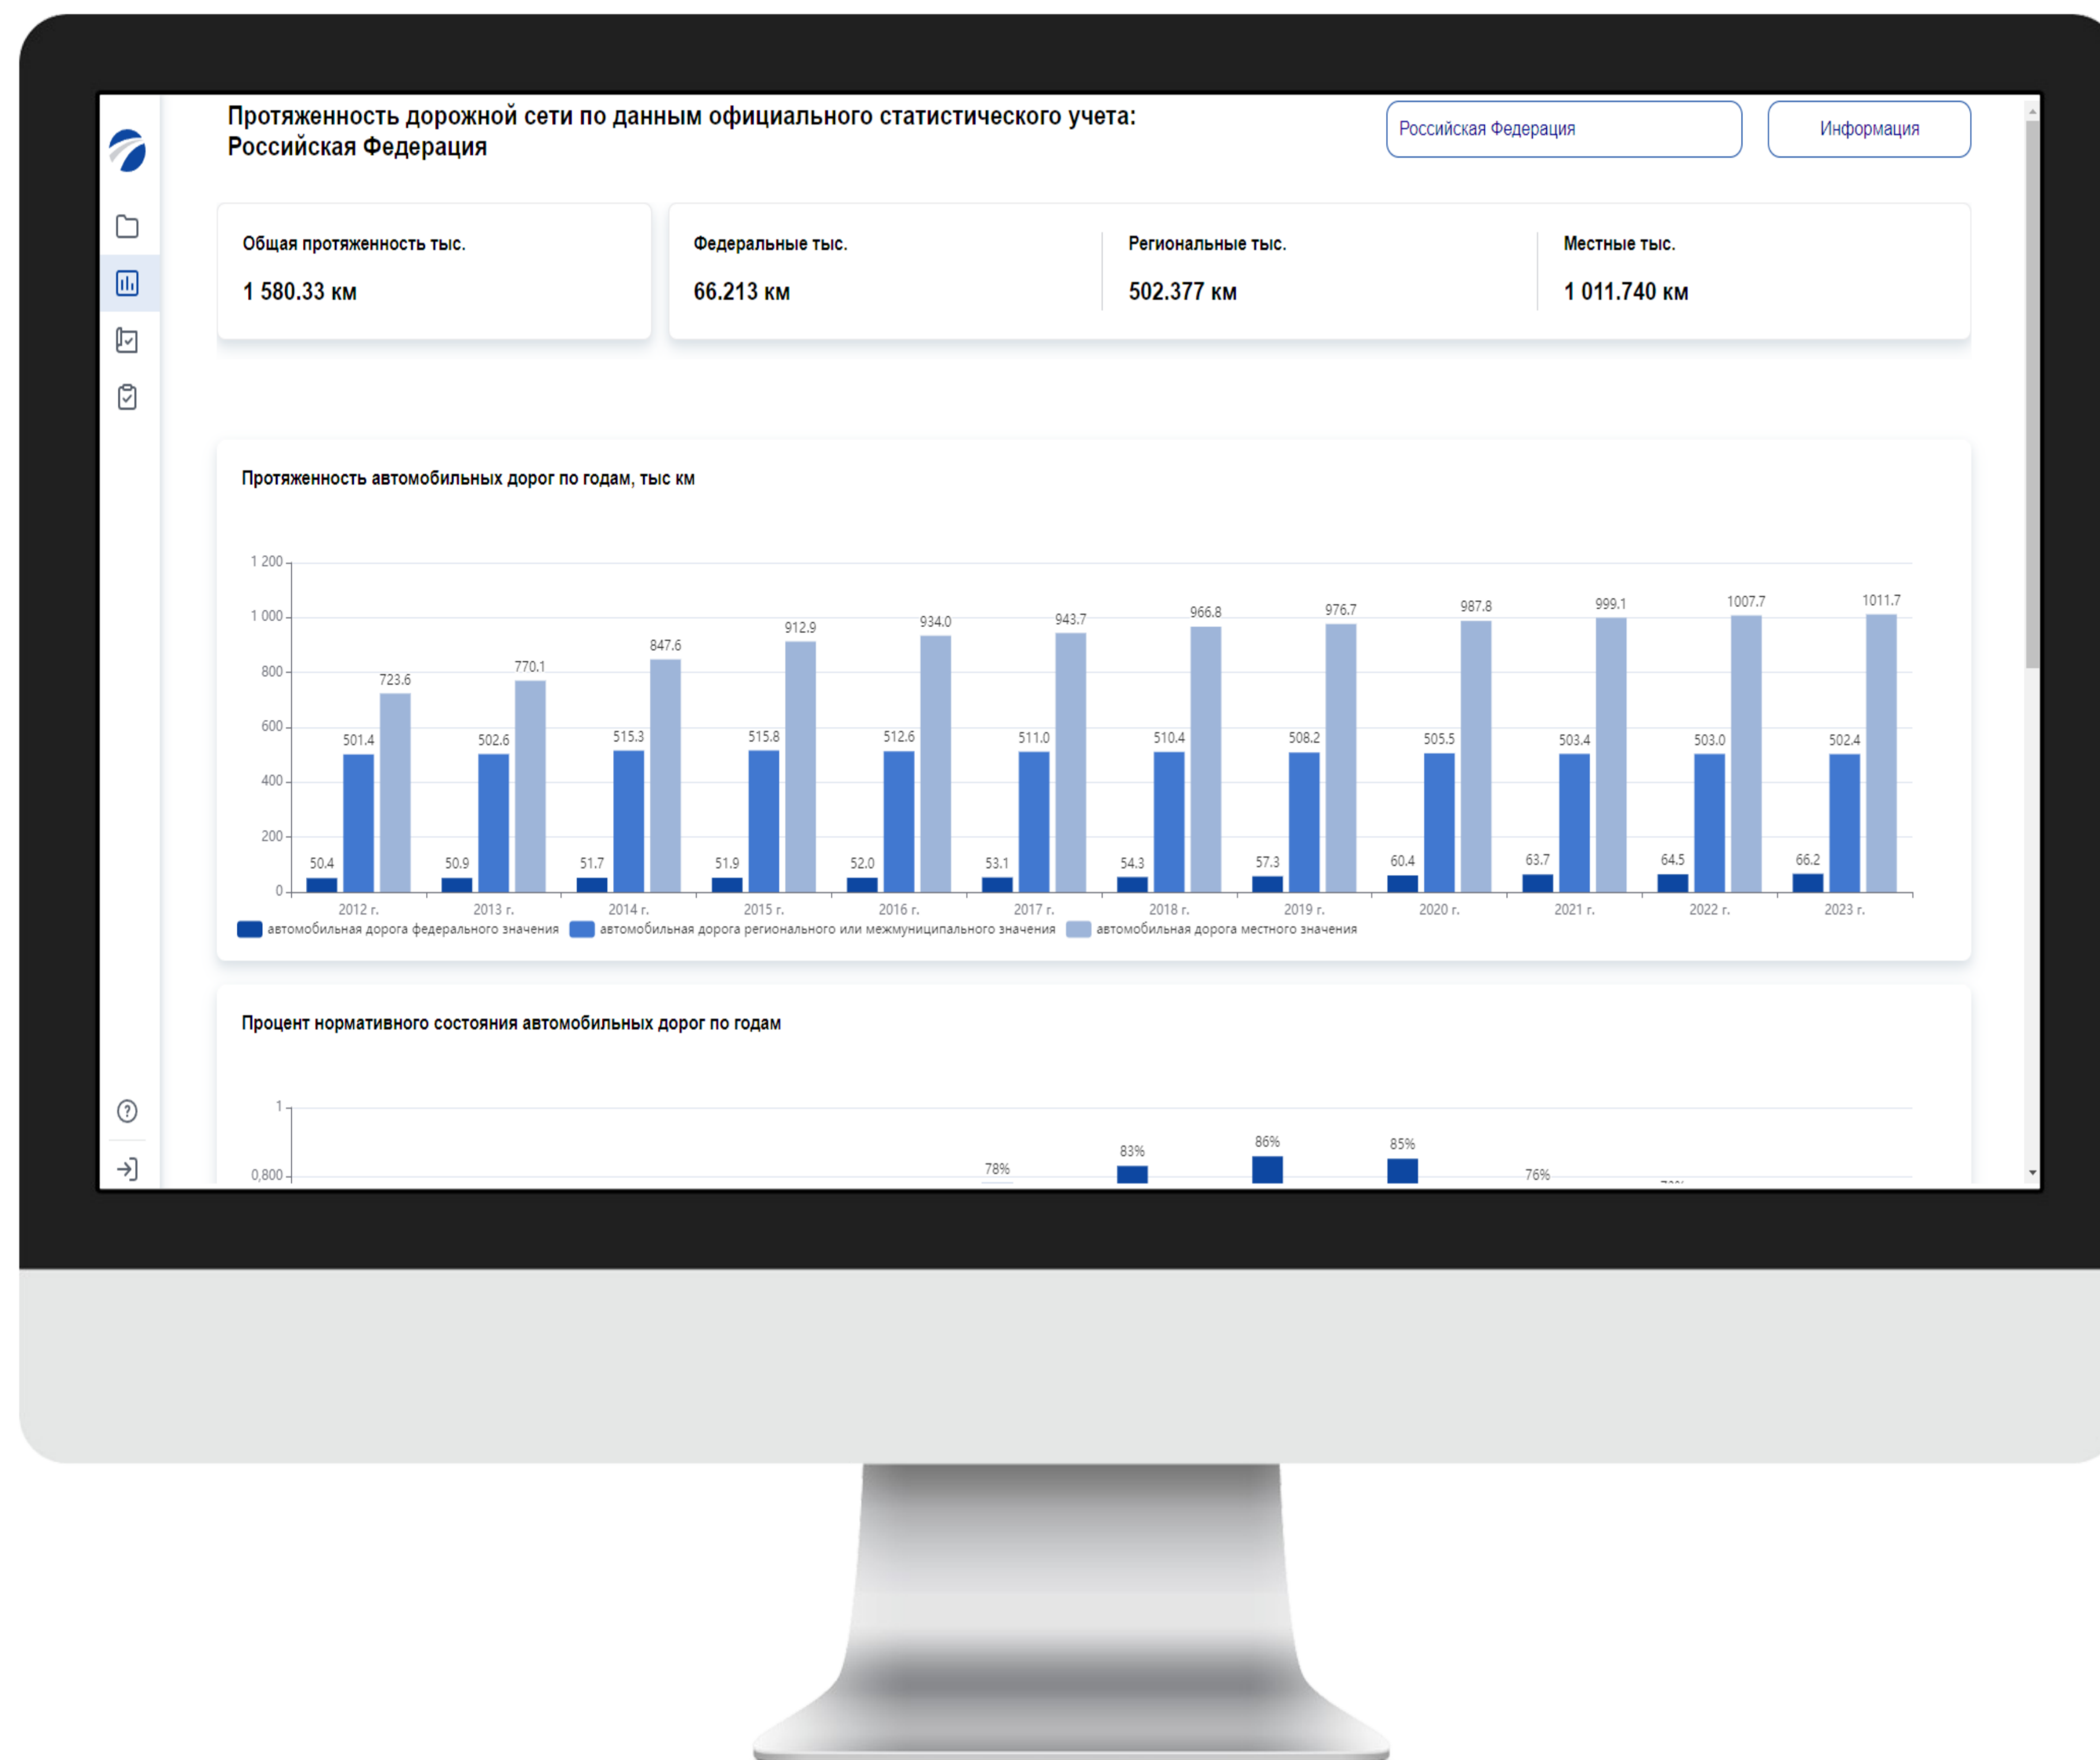 Протяженность дорожной сети по данным официального статистического учета:
Российская Федерация
Российская Федерация
Информация
Общая протяженность тыс.
1 580.33 км
Федеральные тыс.
66.213 км
Региональные тыс.
502.377 км
Местные тыс.
1 011.740 км
Протяженность автомобильных дорог по годам, тыс км
1 200
1 000
800
600
400
200
0
50.4 501.4 723.6
50.9 502.6 770.1
51.7 515.3 847.6
51.9 515.8 912.9
52.0 512.6 934.0
53.1 511.0 943.7
54.3 510.4 966.8
57.3 508.2 976.7
60.4 505.5 987.8
63.7 503.4 999.1
64.5 503.0 1007.7
66.2 502.4 1011.7
2012 г. 2013 г. 2014 г. 2015 г. 2016 г. 2017 г. 2018 г. 2019 г. 2020 г. 2021 г. 2022 г. 2023 г.
автомобильная дорога федерального значения автомобильная дорога регионального или межмуниципального значения автомобильная дорога местного значения
Процент нормативного состояния автомобильных дорог по годам
1
0,800
78% 83% 86% 85% 76%